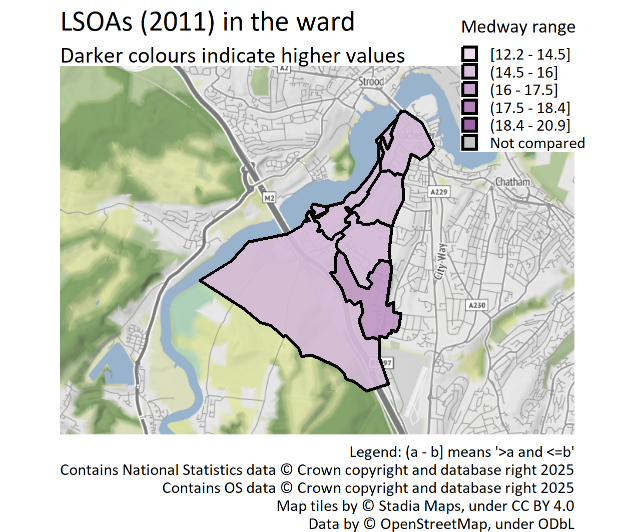 LSOAs (2011) in the ward
Darker colours indicate higher values
Medway range
[12.2 - 14.5]
(14.5 - 16]
(16 - 17.5]
(17.5 - 18.4]
(18.4 - 20.9]
Not compared
A2
Strood
M2
A229
Chatham
City Way
A230
Legend: (a - b] means '>a and <=b'
Contains National Statistics data © Crown copyright and database right 2025
Contains OS data © Crown copyright and database right 2025
Map tiles by © Stadia Maps, under CC BY 4.0
Data by © OpenStreetMap, under ODbL